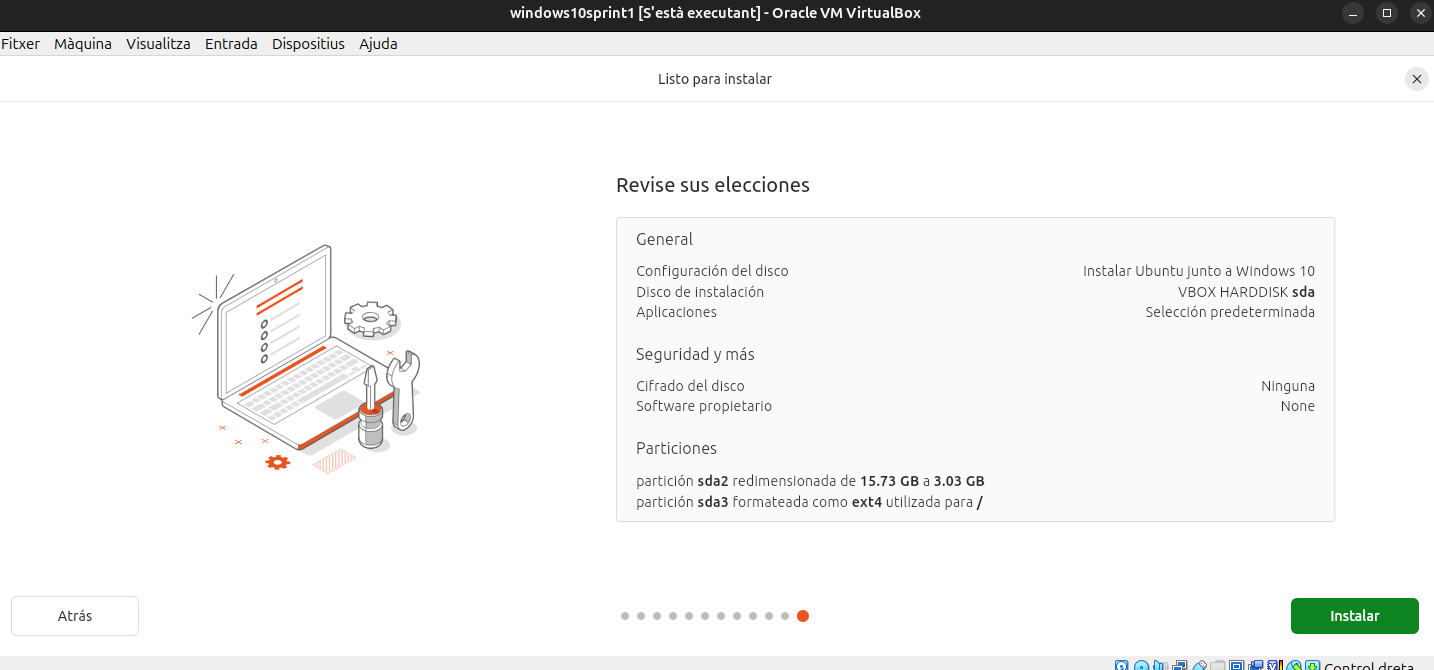 windows10sprint1 [S'està executant] - Oracle VM VirtualBox
Fitxer Màquina Visualitza Entrada Dispositius Ajuda
Listo para instalar
Revise sus elecciones
General
Configuración del disco Instalar Ubuntu junto a Windows 10
Disco de instalación VBOX HARDDISK sda
Aplicaciones Selección predeterminada
Seguridad y más
Cifrado del disco Ninguna
Software propietario None
Particiones
partición sda2 redimensionada de 15.73 GB a 3.03 GB
partición sda3 formateada como ext4 utilizada para /
Atrás Instalar
Control dreta